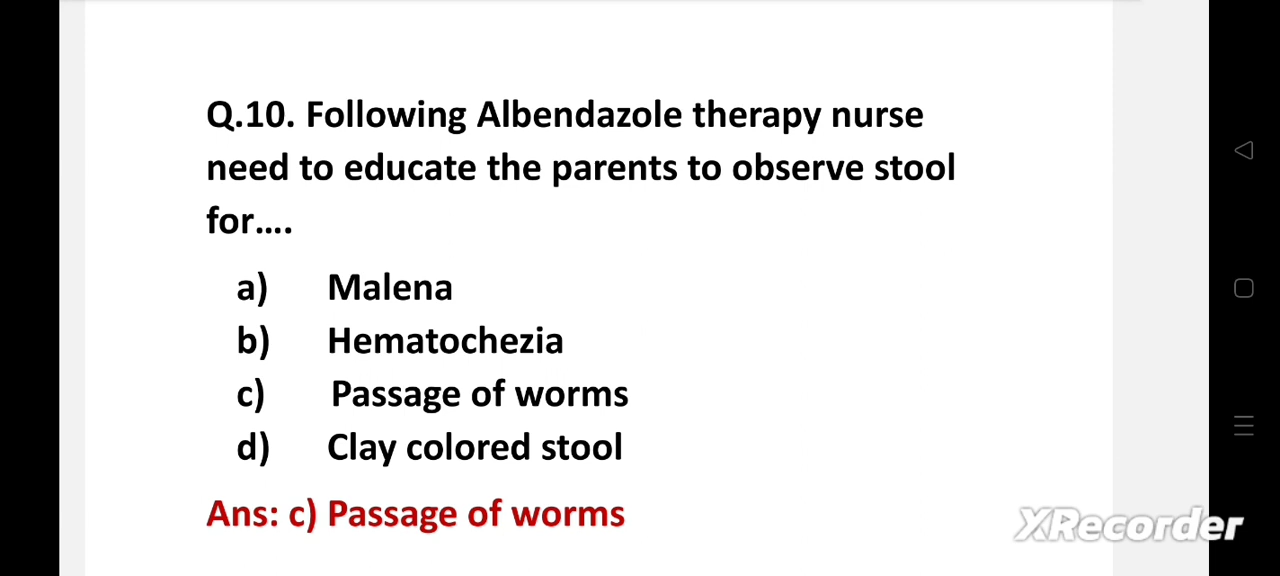 Q.10. Following Albendazole therapy nurse
need to educate the parents to observe stool
for....
a) Malena
b) Hematochezia
c) Passage of worms
d) Clay colored stool
Ans: c) Passage of worms
XRecorder